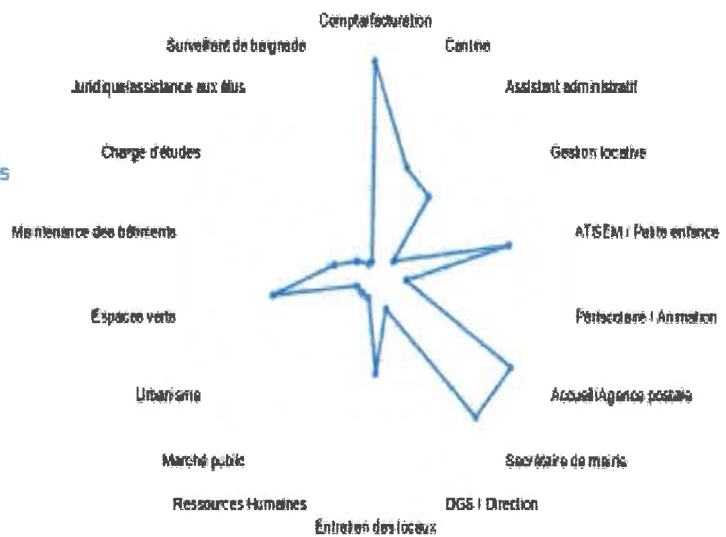 Compta/facturation
Cantine
Assistant administratif
Gestion locative
ATSEM / Petite enfance
Périscolaire / Animation
Accueil/Agence postale
Secrétaire de mairie
DGS / Direction
Entretien des locaux
Ressources Humaines
Marché public
Urbanisme
Espaces verts
Maintenance des bâtiments
Chargé d'études
Juridique/assistance aux élus
Surveillant de baignade
s